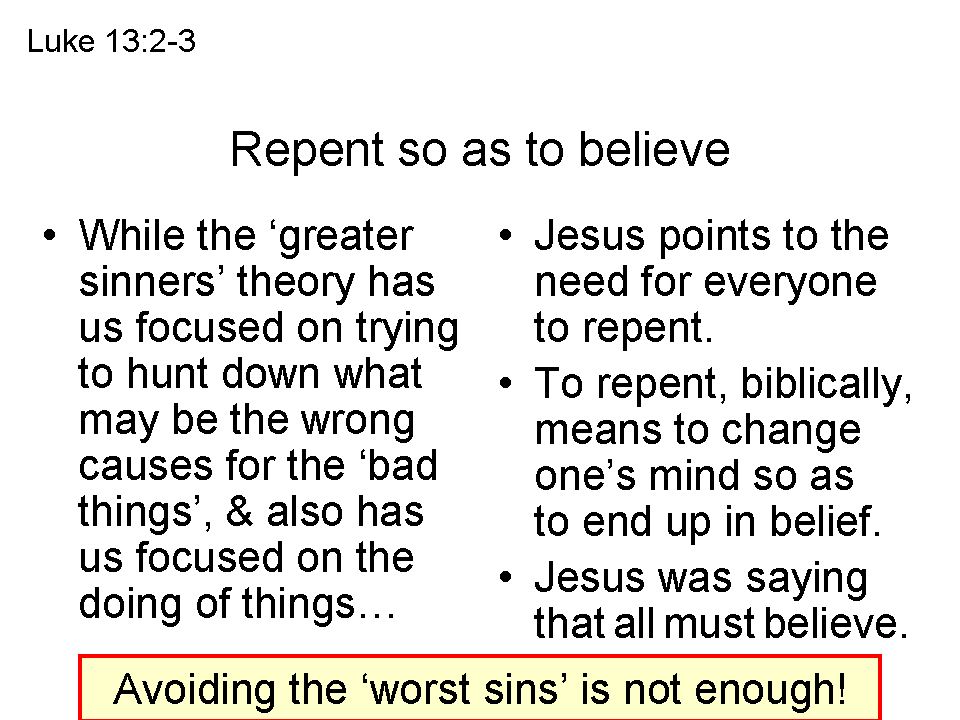 Luke 13:2-3
Repent so as to believe
• While the ‘greater
sinners’ theory has
us focused on trying
to hunt down what
may be the wrong
causes for the ‘bad
things’, & also has
us focused on the
doing of things…
• Jesus points to the
need for everyone
to repent.
• To repent, biblically,
means to change
one’s mind so as
to end up in belief.
• Jesus was saying
that all must believe.
Avoiding the ‘worst sins’ is not enough!